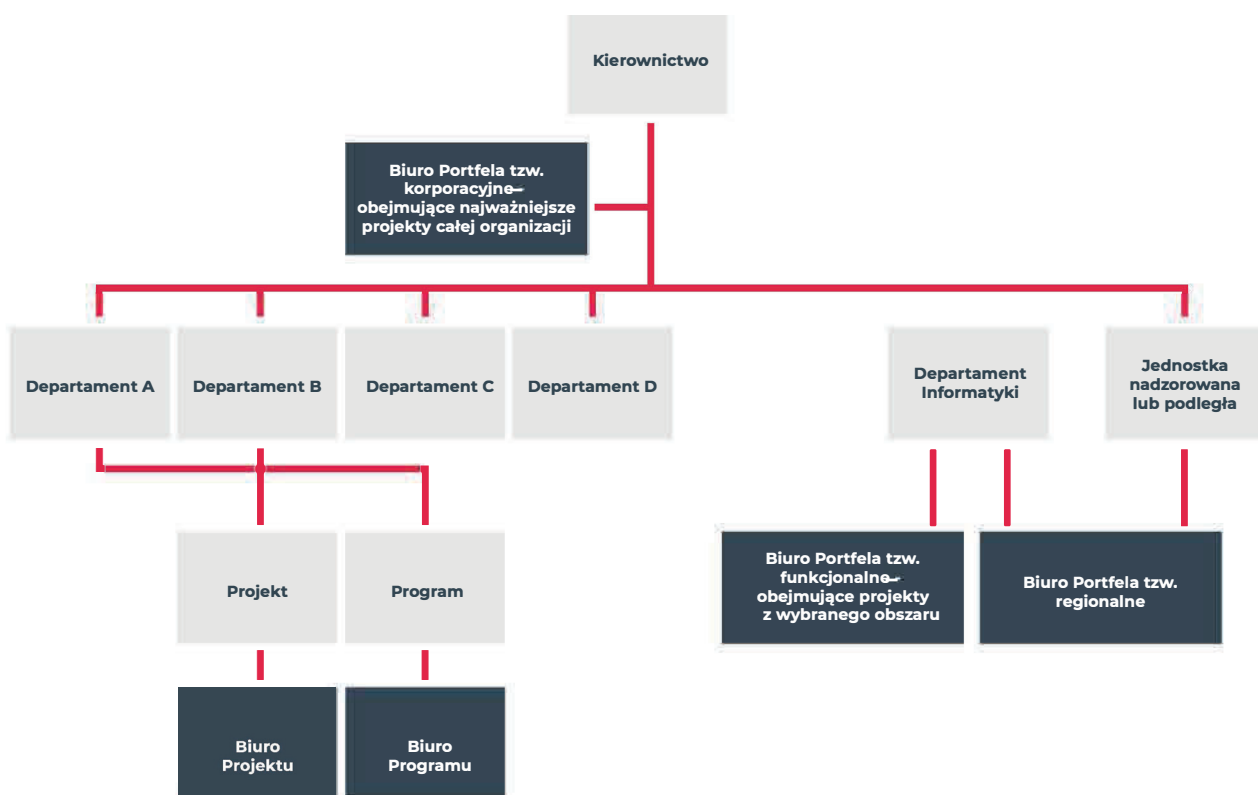 Kierownictwo
Biuro Portfela tzw.
korporacyjne–
obejmujące najważniejsze
projekty całej organizacji
Departament A
Departament B
Departament C
Departament D
Departament
Informatyki
Jednostka
nadzorowana
lub podległa
Projekt
Program
Biuro Portfela tzw.
funkcjonalne–
obejmujące projekty
z wybranego obszaru
Biuro Portfela tzw.
regionalne
Biuro
Projektu
Biuro
Programu